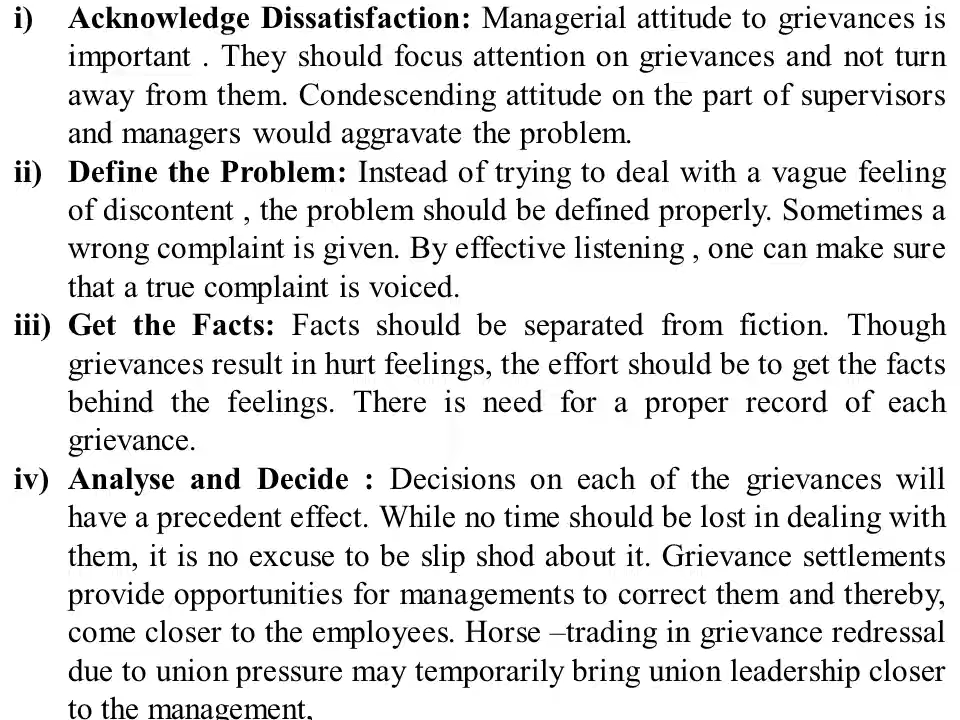 i) Acknowledge Dissatisfaction: Managerial attitude to grievances is
important . They should focus attention on grievances and not turn
away from them. Condescending attitude on the part of supervisors
and managers would aggravate the problem.
ii) Define the Problem: Instead of trying to deal with a vague feeling
of discontent , the problem should be defined properly. Sometimes a
wrong complaint is given. By effective listening , one can make sure
that a true complaint is voiced.
iii) Get the Facts: Facts should be separated from fiction. Though
grievances result in hurt feelings, the effort should be to get the facts
behind the feelings. There is need for a proper record of each
grievance.
iv) Analyse and Decide : Decisions on each of the grievances will
have a precedent effect. While no time should be lost in dealing with
them, it is no excuse to be slip shod about it. Grievance settlements
provide opportunities for managements to correct them and thereby,
come closer to the employees. Horse –trading in grievance redressal
due to union pressure may temporarily bring union leadership closer
to the management,